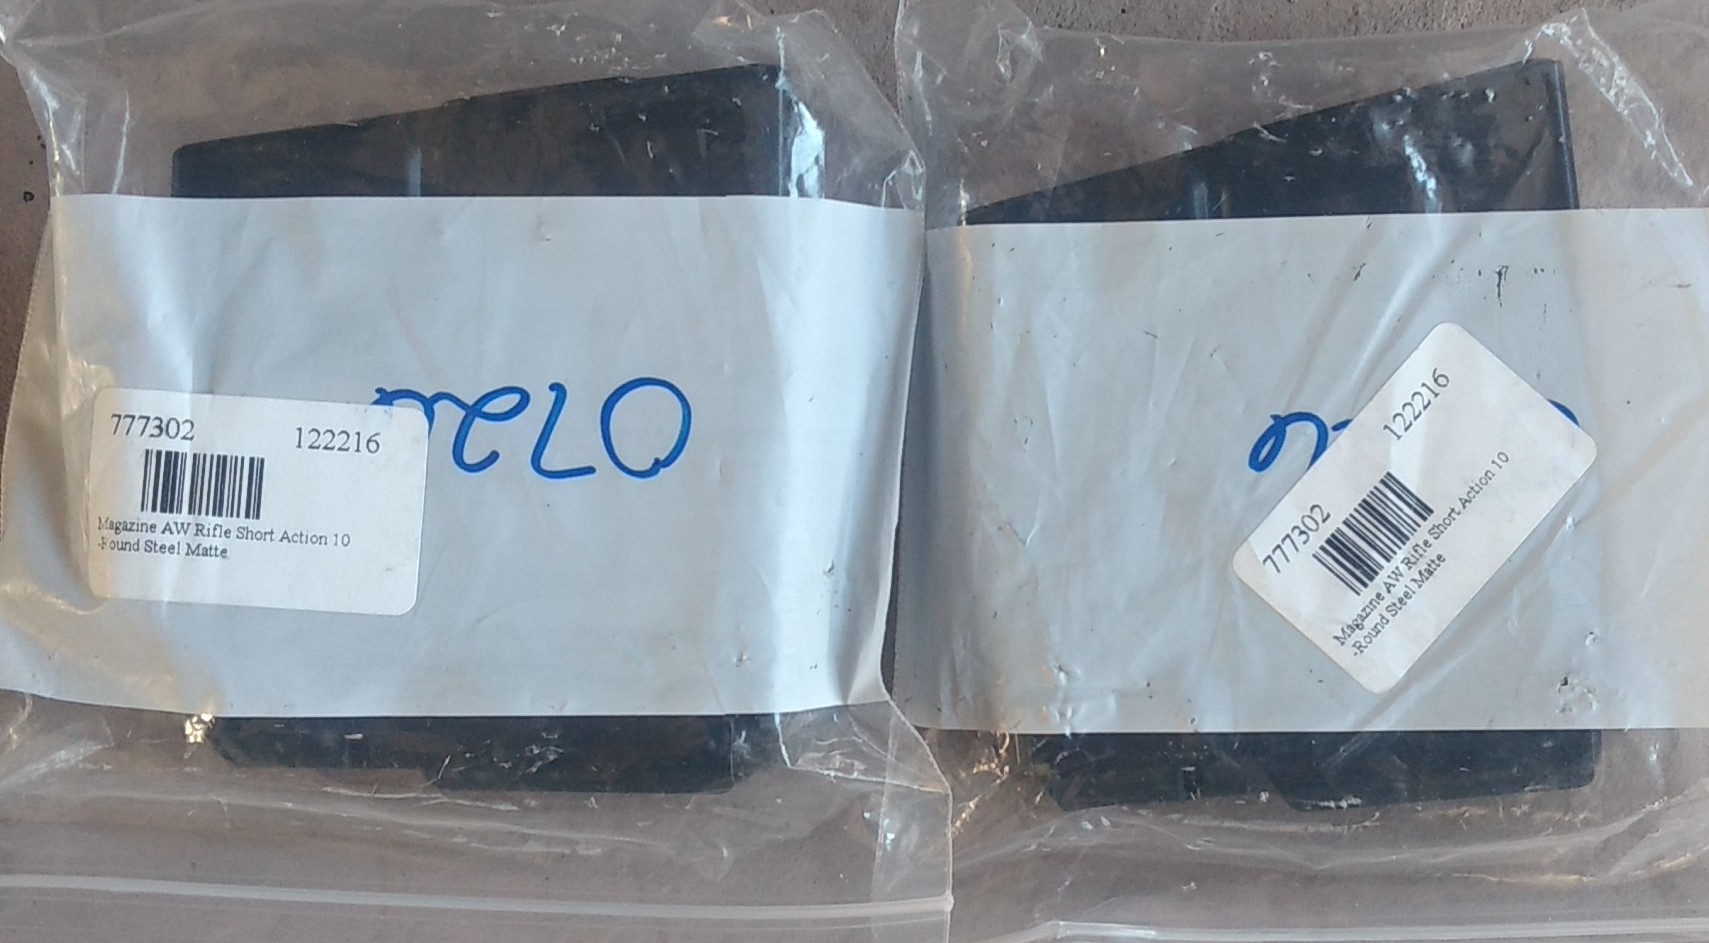 777302 122216
Magazine AW Rifle Short Action 10
-Round Steel Matte
777302 122216
Magazine AW Rifle Short Action 10
-Round Steel Matte